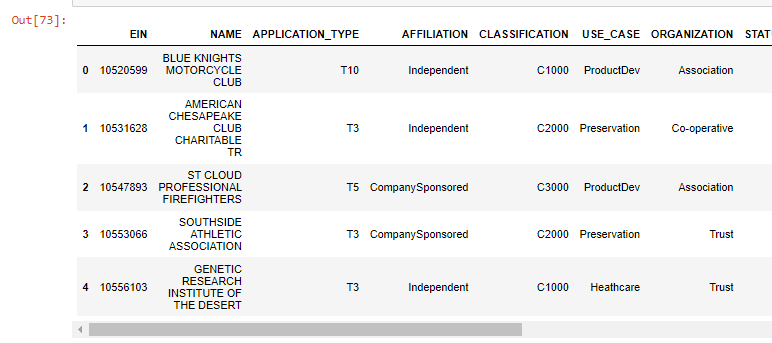 Out[73]:
EIN NAME APPLICATION_TYPE AFFILIATION CLASSIFICATION USE_CASE ORGANIZATION STAT
0 10520599 BLUE KNIGHTS MOTORCYCLE CLUB T10 Independent C1000 ProductDev Association
1 10531628 AMERICAN CHESAPEAKE CLUB CHARITABLE TR T3 Independent C2000 Preservation Co-operative
2 10547893 ST CLOUD PROFESSIONAL FIREFIGHTERS T5 CompanySponsored C3000 ProductDev Association
3 10553066 SOUTHSIDE ATHLETIC ASSOCIATION T3 CompanySponsored C2000 Preservation Trust
4 10556103 GENETIC RESEARCH INSTITUTE OF THE DESERT T3 Independent C1000 Heathcare Trust